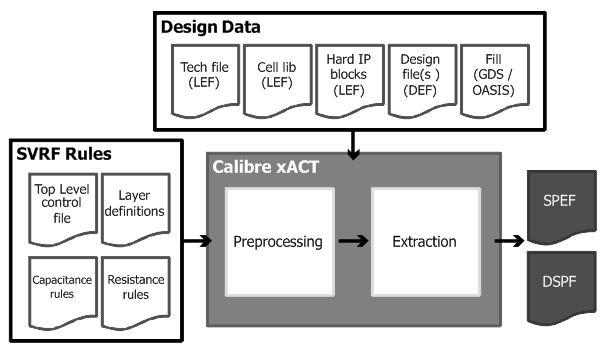 Design Data
Tech file
(LEF)
Cell lib
(LEF)
Hard IP
blocks
(LEF)
Design
file(s )
(DEF)
Fill
(GDS /
OASIS)
SVRF Rules
Top Level
control
file
Layer
definitions
Capacitance
rules
Resistance
rules
Calibre xACT
Preprocessing
Extraction
SPEF
DSPF